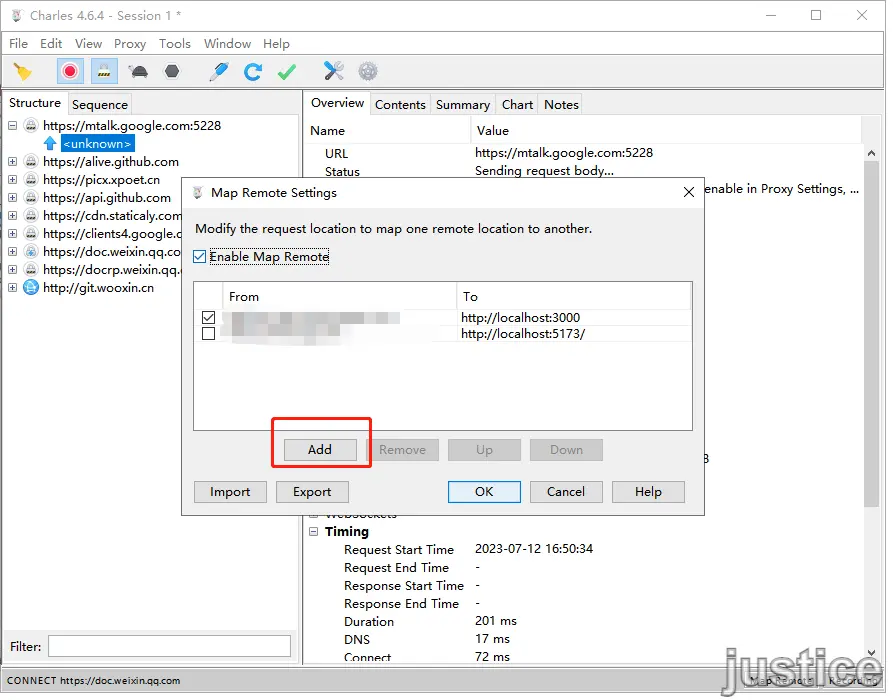 Charles 4.6.4 - Session 1 *
File Edit View Proxy Tools Window Help
Structure Sequence
https://mtalk.google.com:5228
<unknown>
https://alive.github.com
https://picx.xpoet.cn
https://api.github.com
https://cdn.staticaly.com
https://clients4.google.c
https://doc.weixin.qq.co
https://docrp.weixin.qq.
http://git.wooxin.cn
Filter:
Overview Contents Summary Chart Notes
Name Value
URL https://mtalk.google.com:5228
Status Sending request body...
enable in Proxy Settings, ...
Map Remote Settings
Modify the request location to map one remote location to another.
Enable Map Remote
From To
http://localhost:3000
http://localhost:5173/
Add Remove Up Down
Import Export OK Cancel Help
WebSockets
Timing
Request Start Time 2023-07-12 16:50:34
Request End Time -
Response Start Time -
Response End Time -
Duration 201 ms
DNS 17 ms
Connect 72 ms
CONNECT https://doc.weixin.qq.com
Map Remote Recording
justice